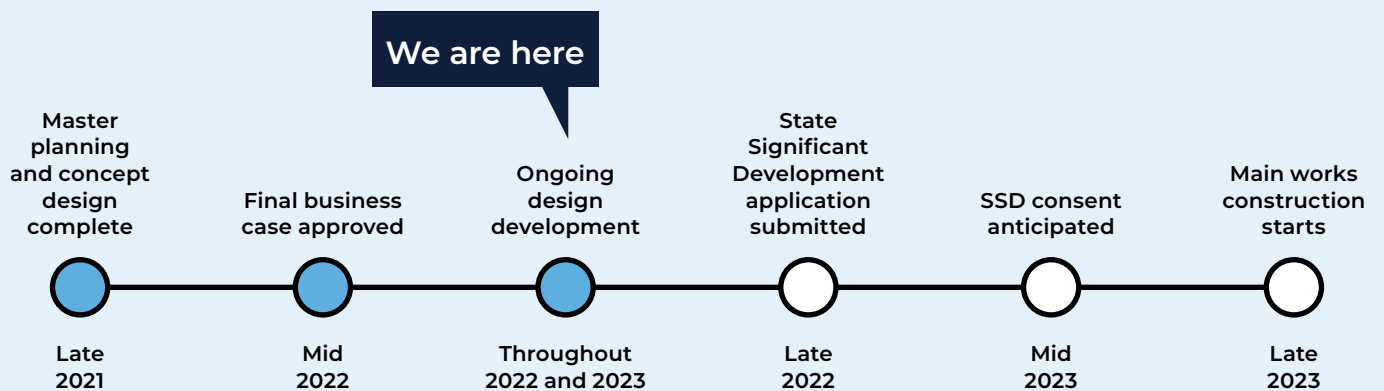 We are here
Master
planning
and concept
design
complete
Final business
case approved
Ongoing
design
development
State
Significant
Development
application
submitted
SSD consent
anticipated
Main works
construction
starts
Late
2021
Mid
2022
Throughout
2022 and 2023
Late
2022
Mid
2023
Late
2023